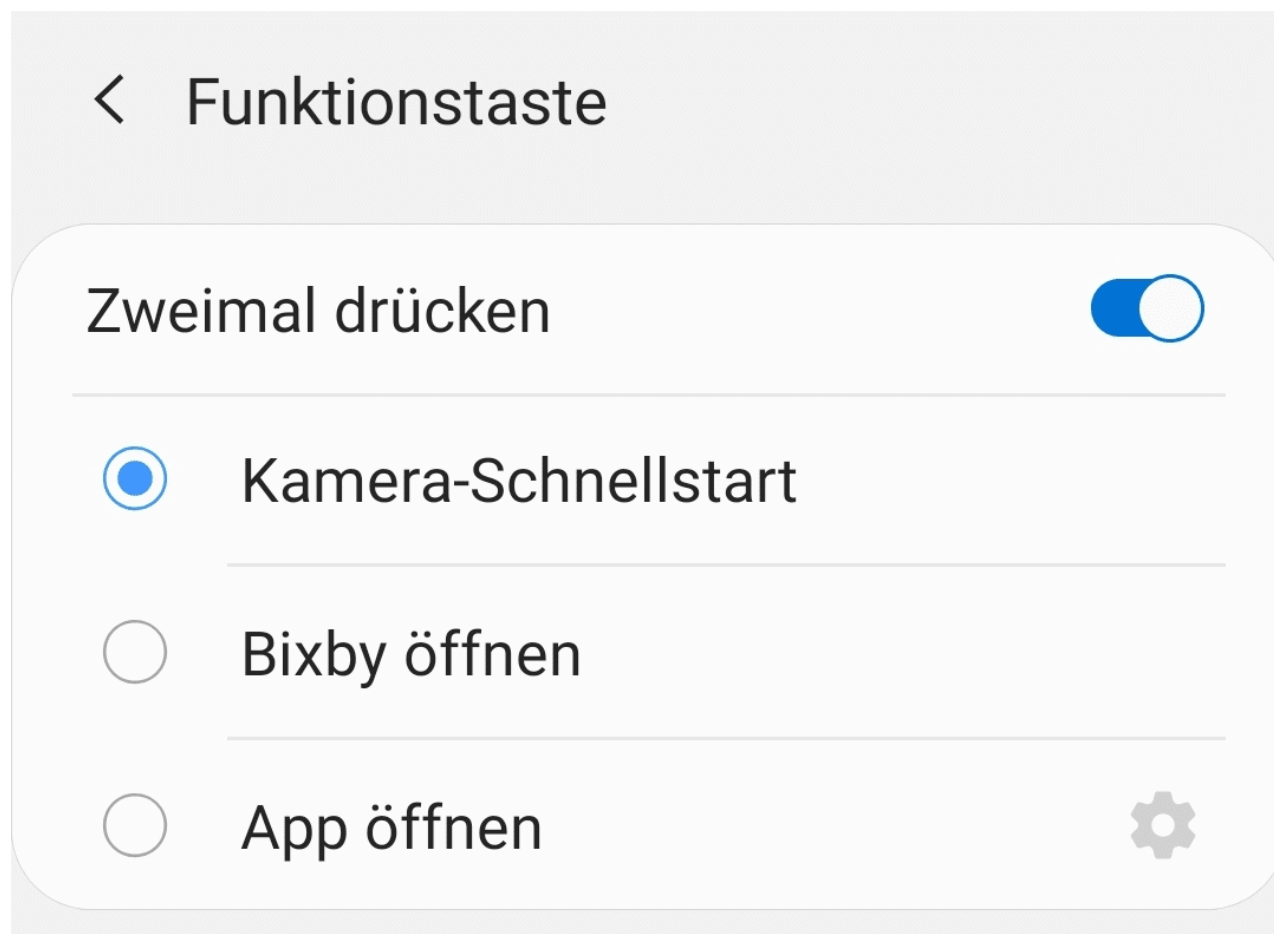 Funktionstaste
Zweimal drücken
Kamera-Schnellstart
Bixby öffnen
App öffnen